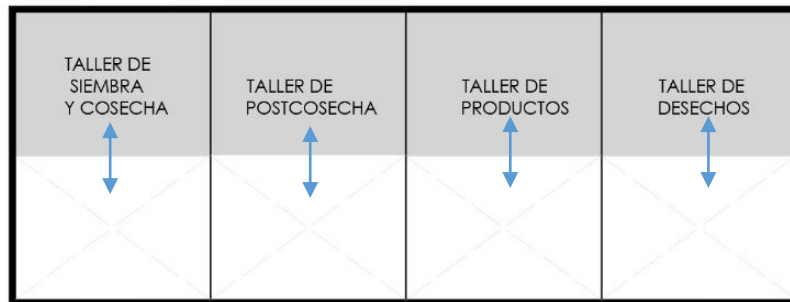 TALLER DE
SIEMBRA
Y COSECHA
TALLER DE
POSTCOSECHA
TALLER DE
PRODUCTOS
TALLER DE
DESECHOS